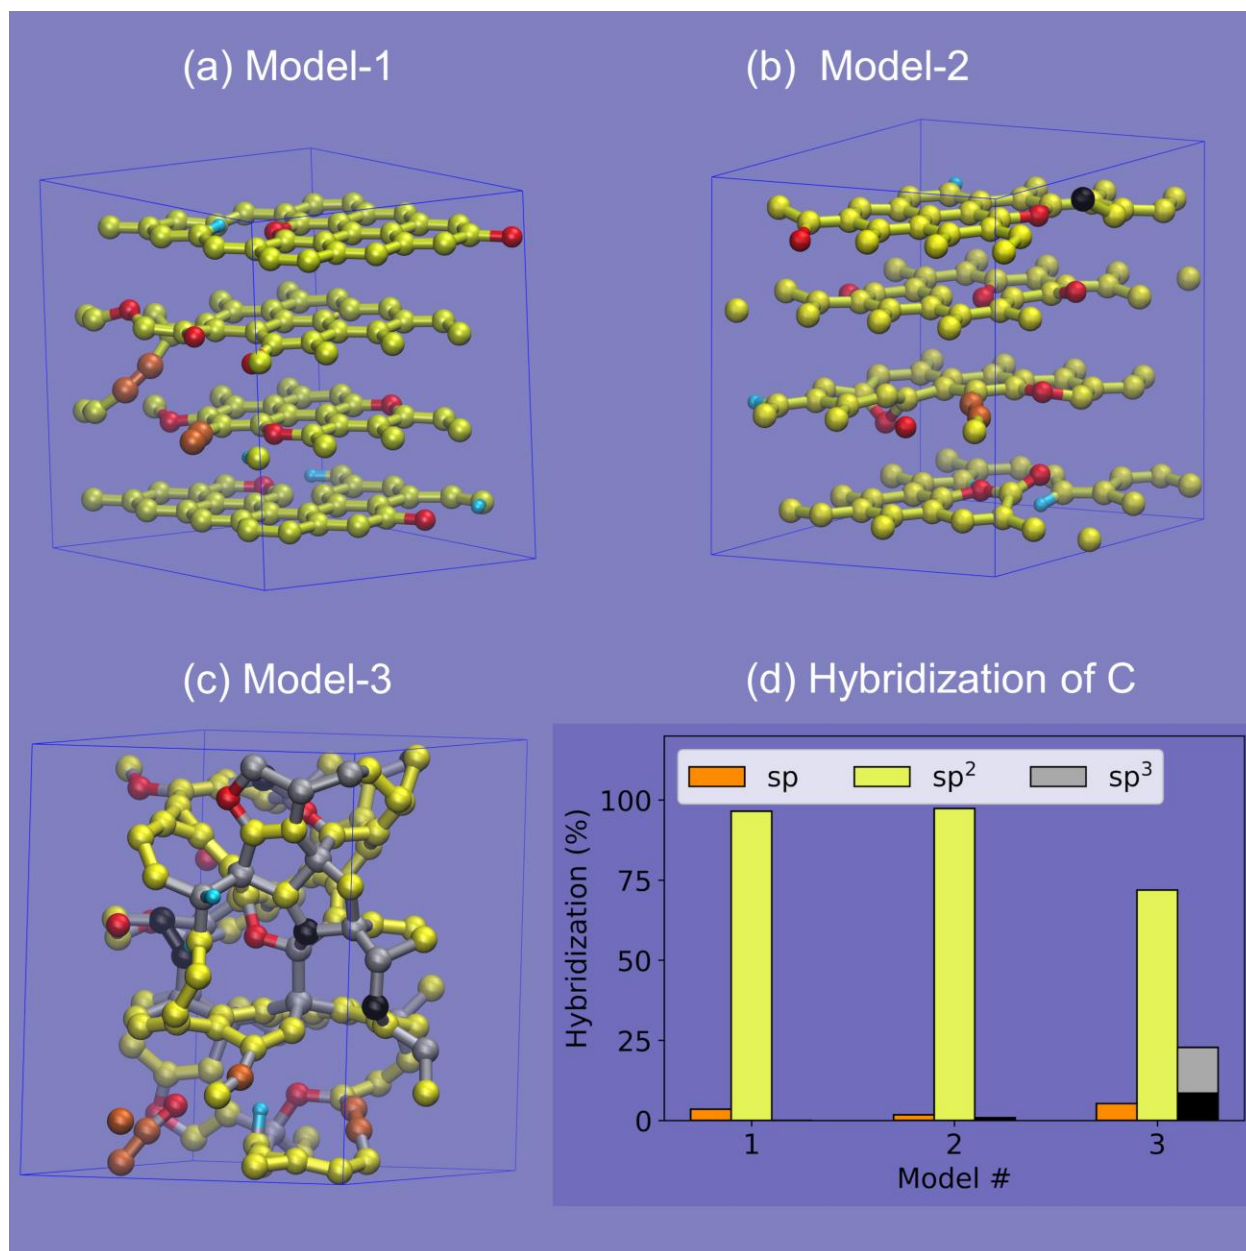 (a) Model-1
(b) Model-2
(c) Model-3
(d) Hybridization of C
sp sp² sp³
Hybridization (%)
100
75
50
25
0
1 2 3
Model #